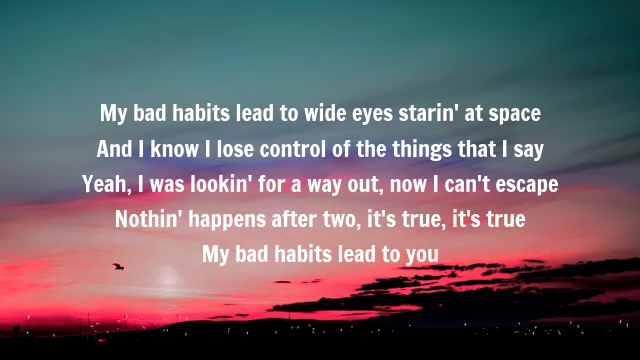 My bad habits lead to wide eyes starin' at space
And I know I lose control of the things that I say
Yeah, I was lookin' for a way out, now I can't escape
Nothin' happens after two, it's true, it's true
My bad habits lead to you